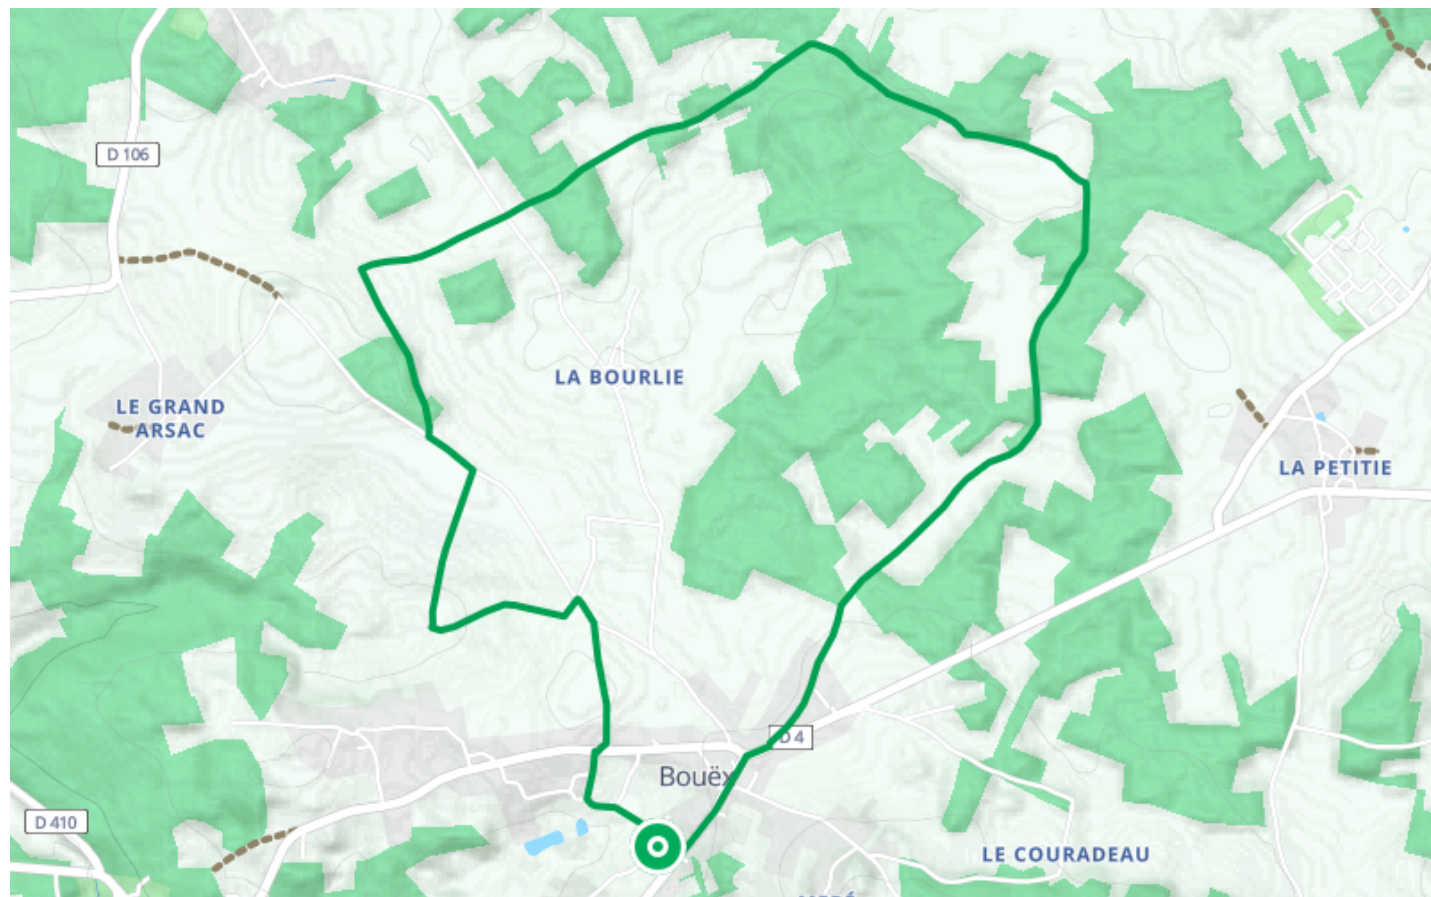 D 106
LA BOURLIE
LE GRAND
ARSAC
LA PETITIE
D 4
Bouëx
D 410
LE COURADEAU